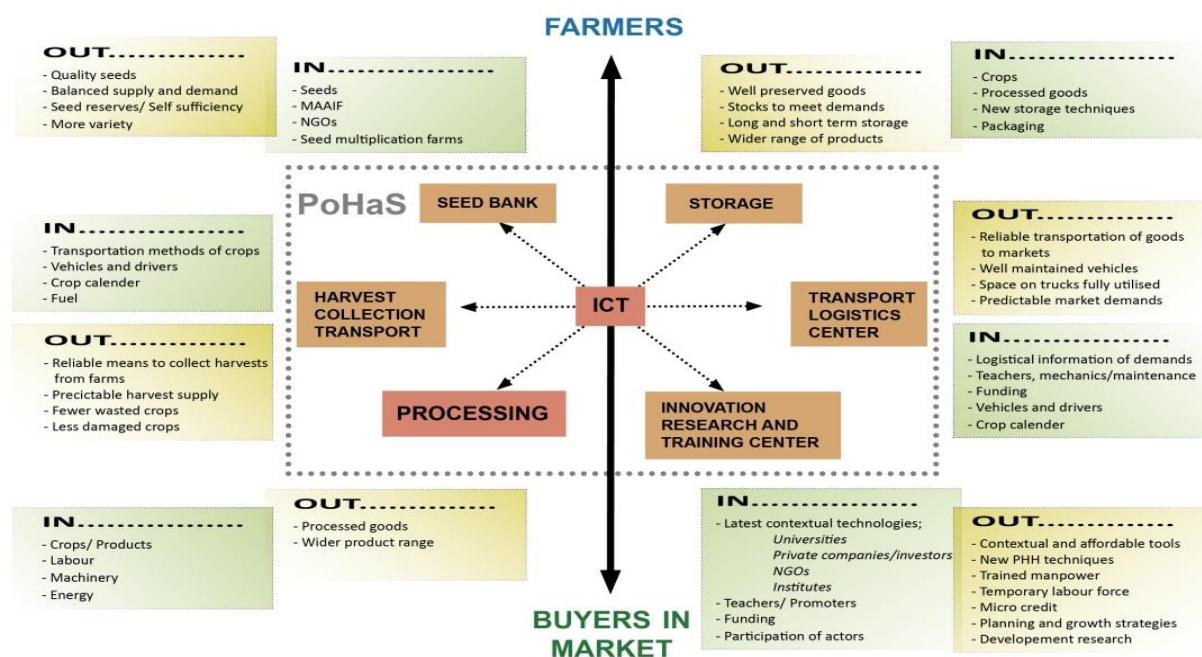 FARMERS
OUT.....................
- Quality seeds
- Balanced supply and demand
- Seed reserves/ Self sufficiency
- More variety
IN.........................
- Seeds
- MAAIF
- NGOs
- Seed multiplication farms
OUT.....................
- Well preserved goods
- Stocks to meet demands
- Long and short term storage
- Wider range of products
IN.........................
- Crops
- Processed goods
- New storage techniques
- Packaging
PoHaS
SEED BANK
STORAGE
ICT
HARVEST
COLLECTION
TRANSPORT
TRANSPORT
LOGISTICS
CENTER
PROCESSING
INNOVATION
RESEARCH AND
TRAINING CENTER
IN.........................
- Transportation methods of crops
- Vehicles and drivers
- Crop calender
- Fuel
OUT.....................
- Reliable means to collect harvests
from farms
- Precictable harvest supply
- Fewer wasted crops
- Less damaged crops
OUT.....................
- Reliable transportation of goods
to markets
- Well maintained vehicles
- Space on trucks fully utilised
- Predictable market demands
IN.........................
- Logistical information of demands
- Teachers, mechanics/maintenance
- Funding
- Vehicles and drivers
- Crop calender
IN.........................
- Crops/ Products
- Labour
- Machinery
- Energy
OUT.....................
- Processed goods
- Wider product range
IN.........................
- Latest contextual technologies;
Universities
Private companies/investors
NGOs
Institutes
- Teachers/ Promoters
- Funding
- Participation of actors
OUT.....................
- Contextual and affordable tools
- New PHH techniques
- Trained manpower
- Temporary labour force
- Micro credit
- Planning and growth strategies
- Developement research
BUYERS IN
MARKET